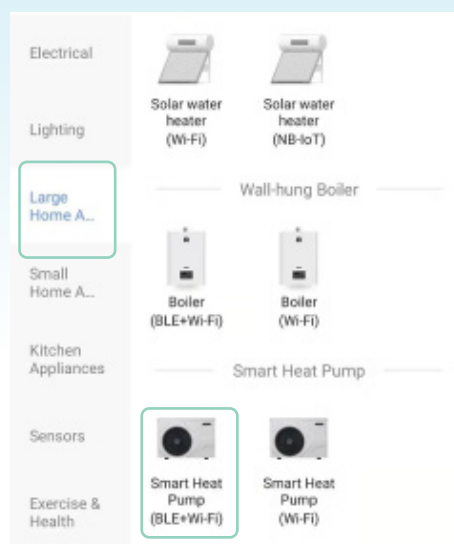 Electrical
Lighting
Large
Home A...
Small
Home A...
Kitchen
Appliances
Sensors
Exercise &
Health
Solar water
heater
(Wi-Fi)
Solar water
heater
(NB-IoT)
Wall-hung Boiler
Boiler
(BLE+Wi-Fi)
Boiler
(Wi-Fi)
Smart Heat Pump
Smart Heat
Pump
(BLE+Wi-Fi)
Smart Heat
Pump
(Wi-Fi)